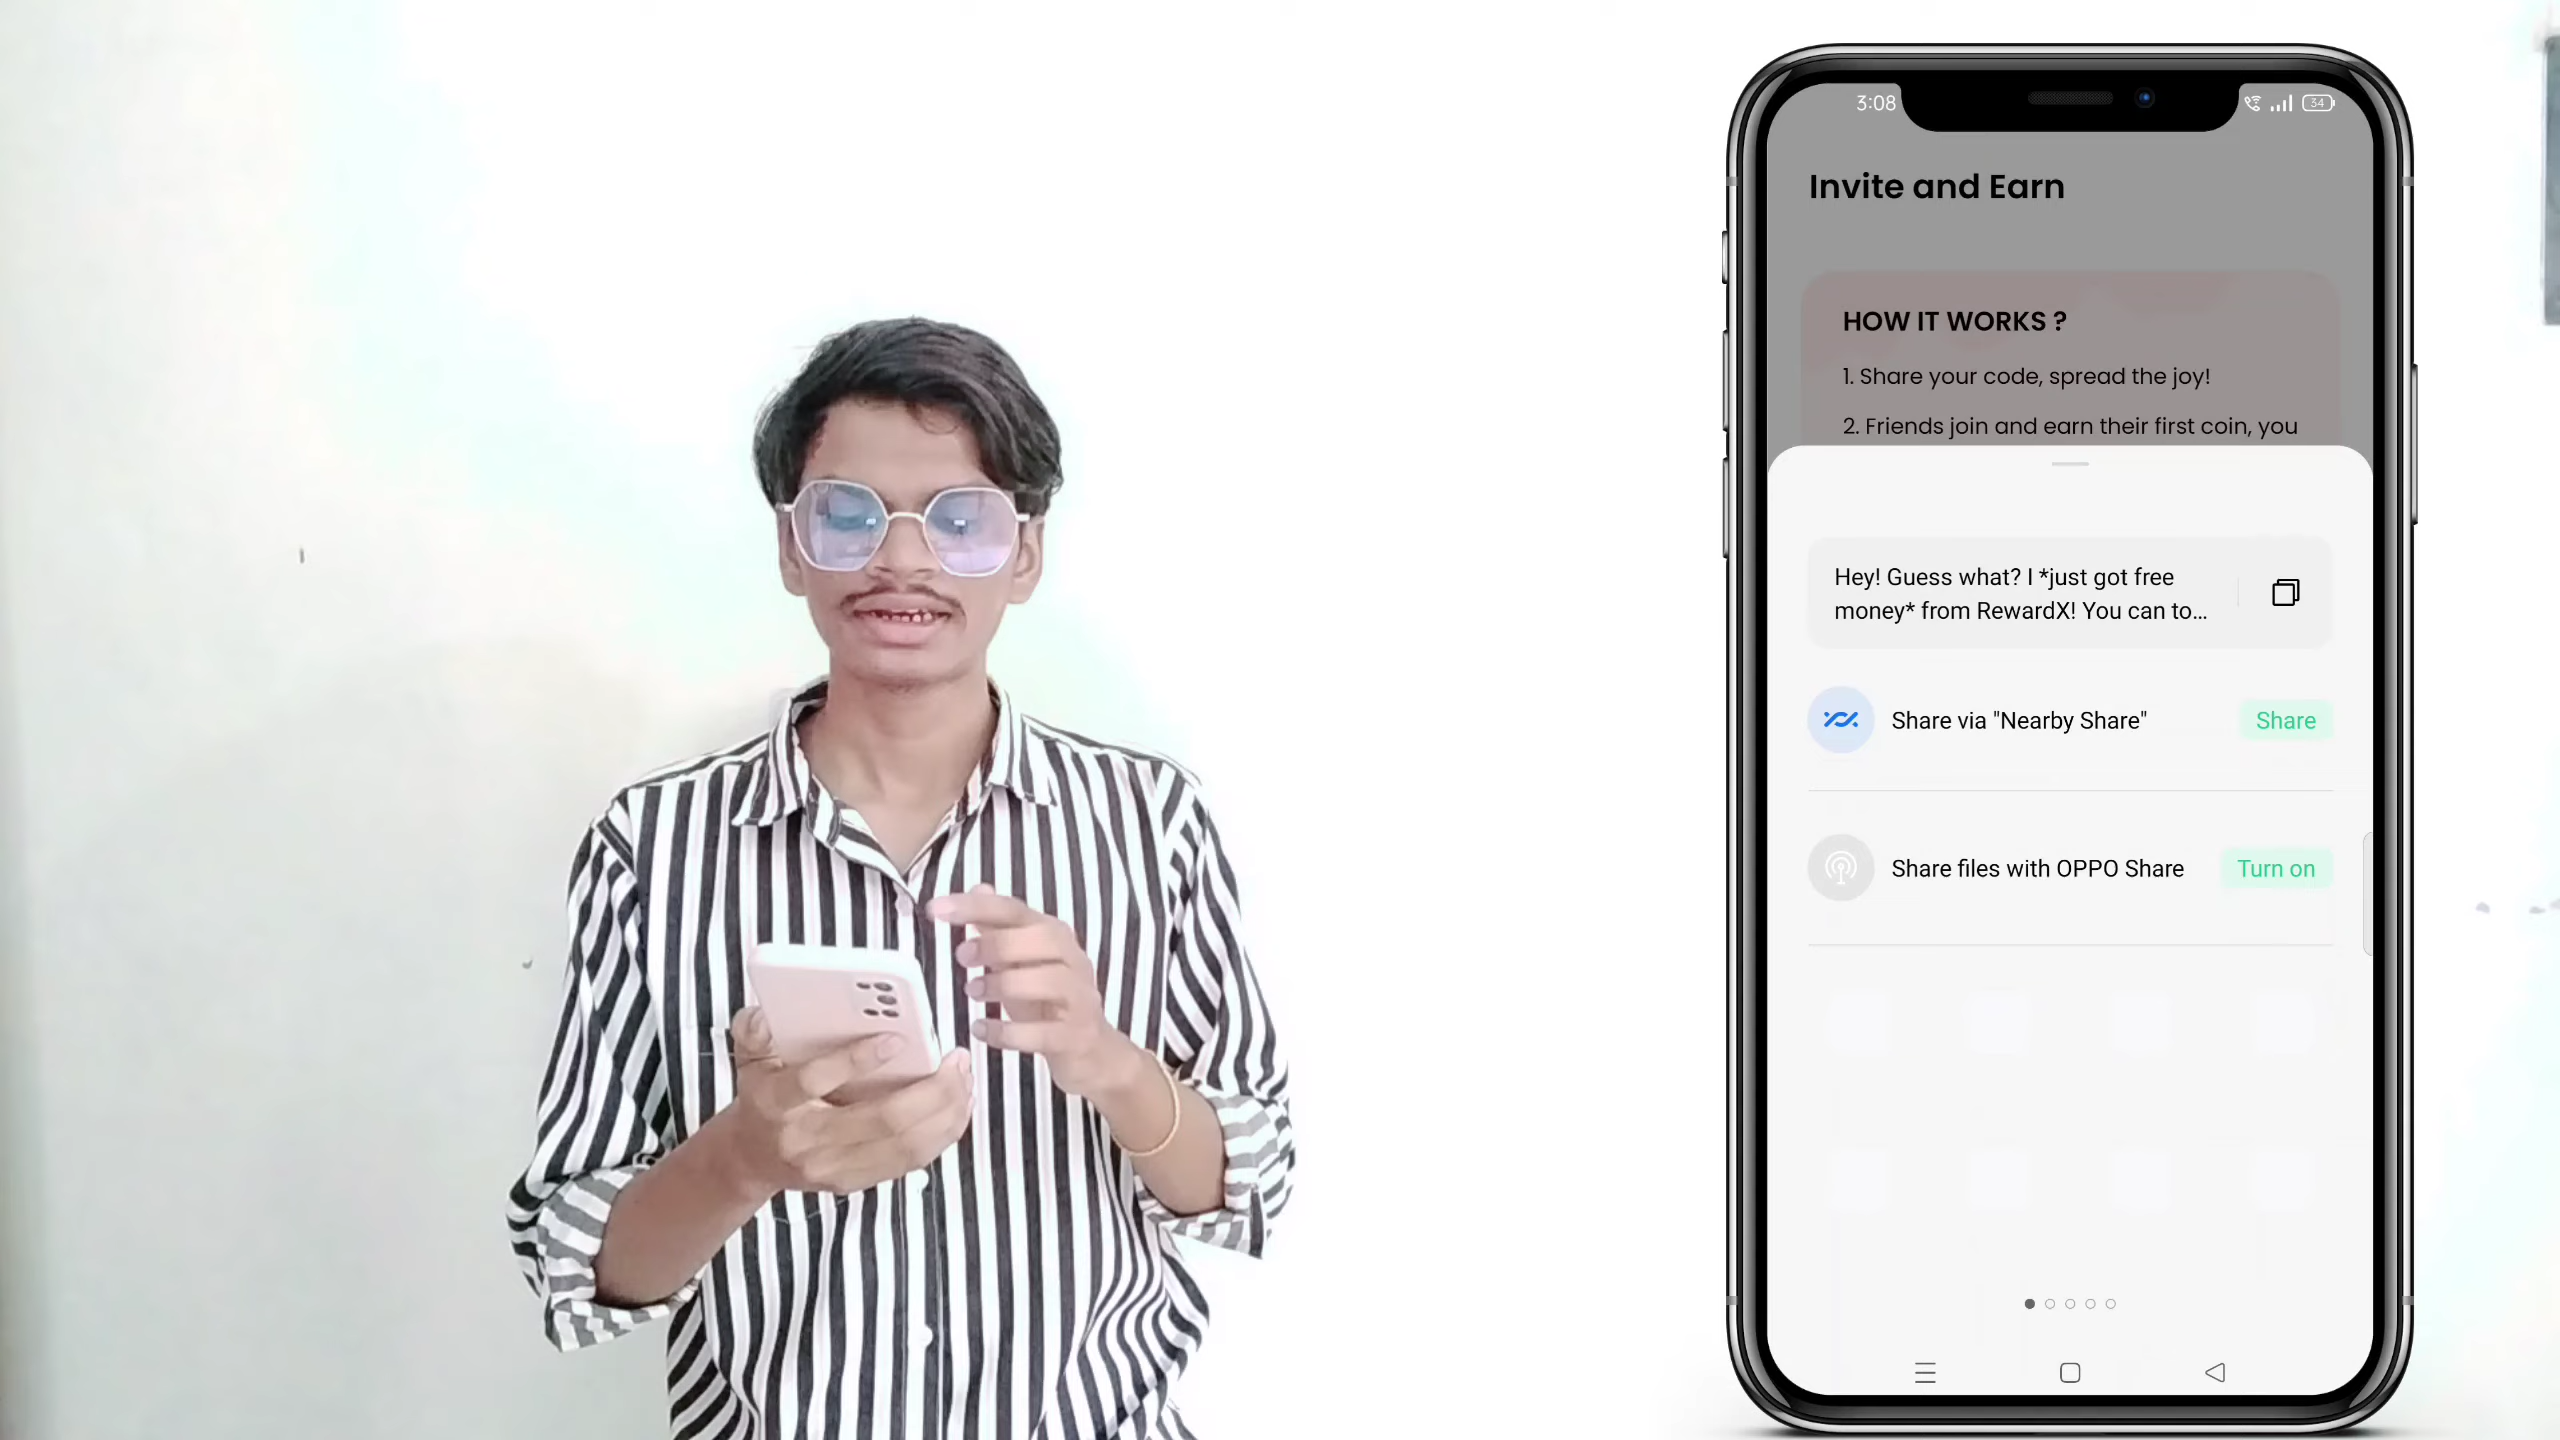 3:08
34
Invite and Earn
HOW IT WORKS ?
1. Share your code, spread the joy!
2. Friends join and earn their first coin, you
Hey! Guess what? I *just got free
money* from RewardX! You can to...
Share via "Nearby Share"
Share
Share files with OPPO Share
Turn on